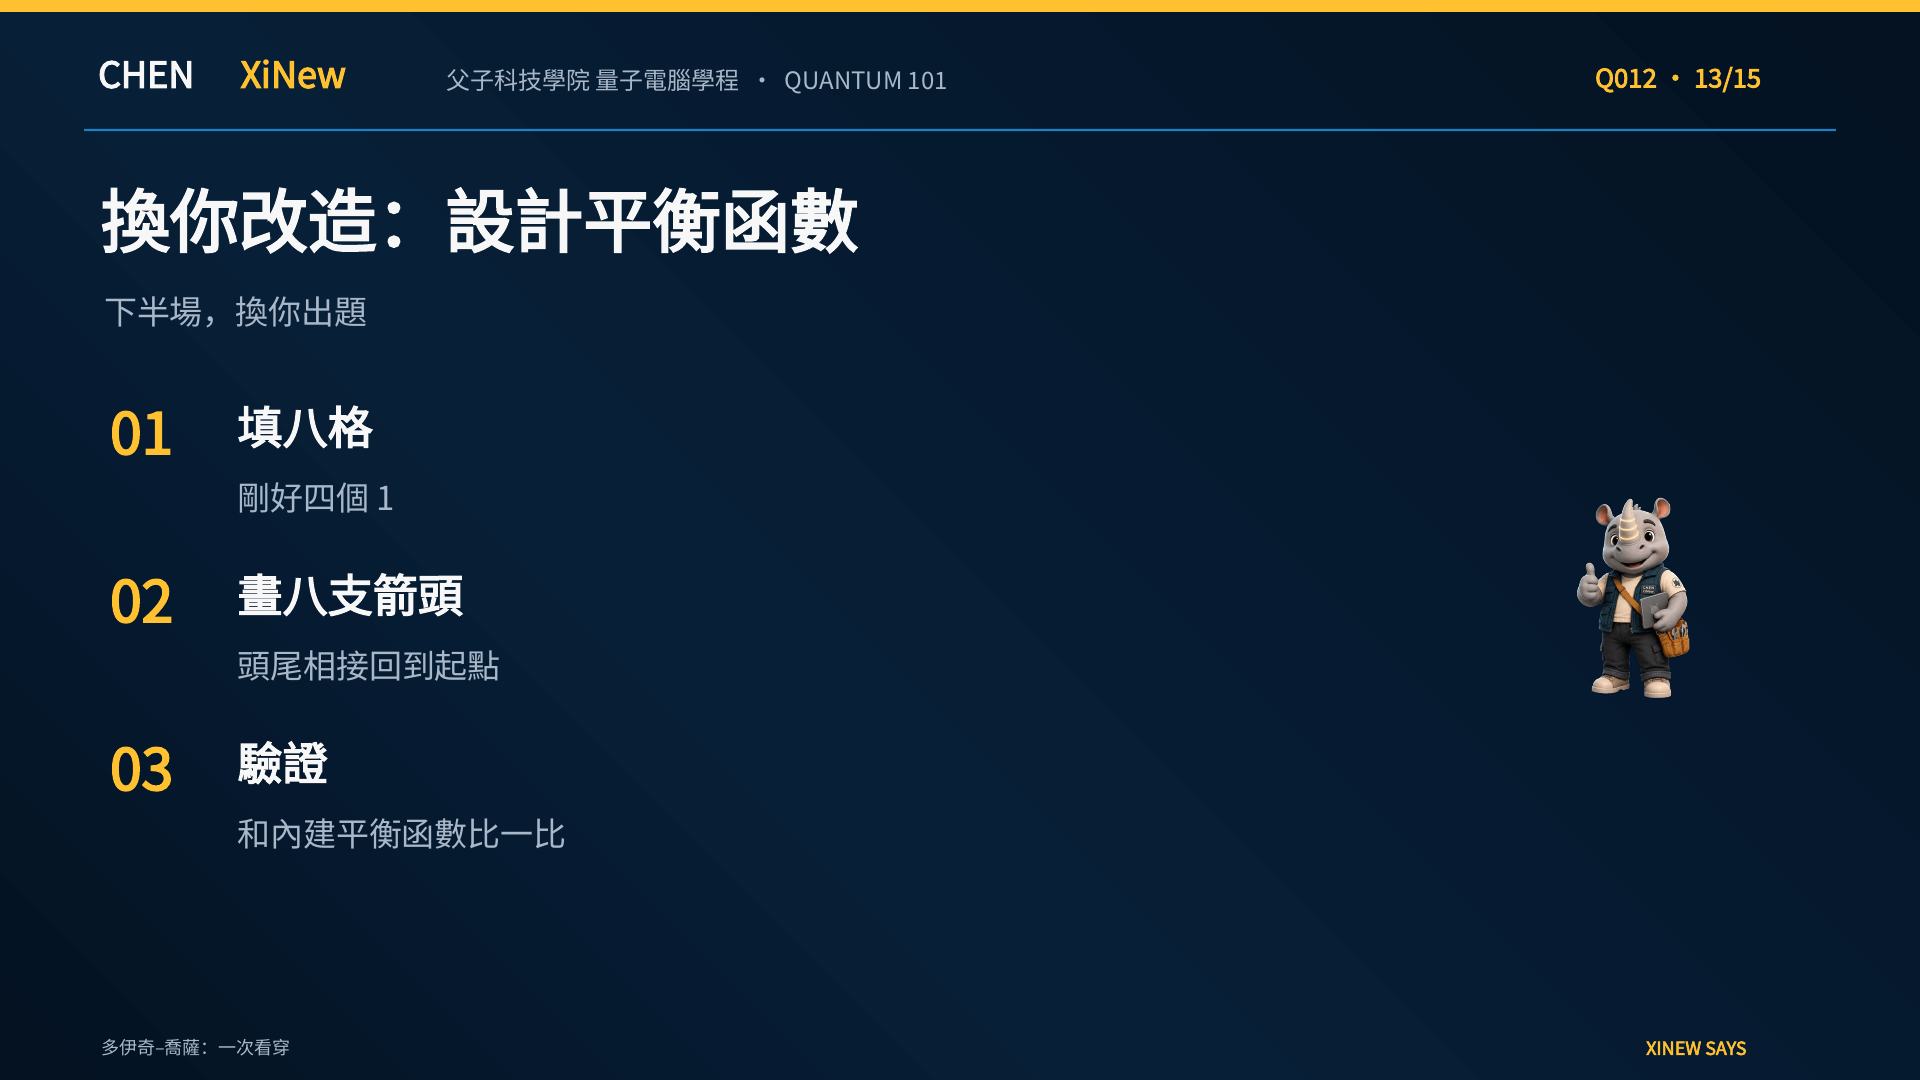 CHEN XiNew 父子科技學院 量子電腦學程 • QUANTUM 101 Q012 • 13/15
換你改造：設計平衡函數
下半場，換你出題
01 填八格
剛好四個 1
02 畫八支箭頭
頭尾相接回到起點
03 驗證
和內建平衡函數比一比
多伊奇–喬薩：一次看穿 XINEW SAYS